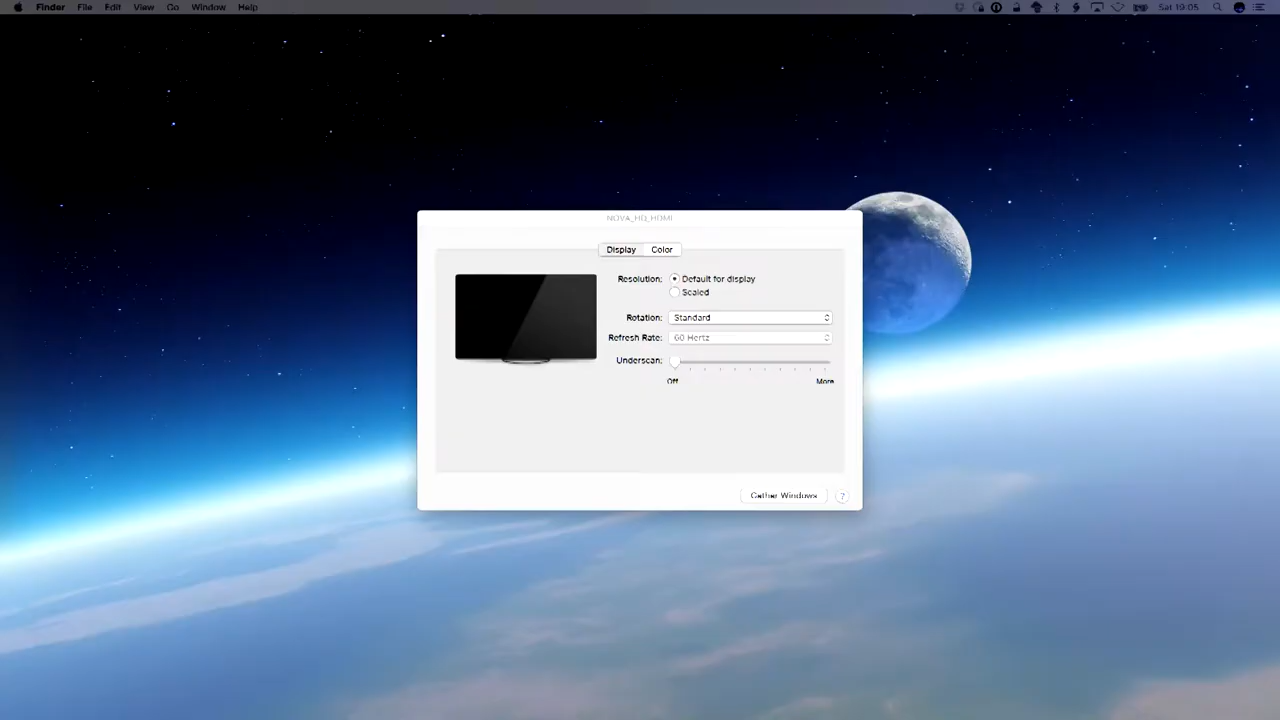 Finder File Edit View Go Window Help Sat 19:05
NOVA_HQ_HDMI
Display Color
Resolution: Default for display
Scaled
Rotation: Standard
Refresh Rate: 60 Hertz
Underscan:
Off More
Gather Windows ?